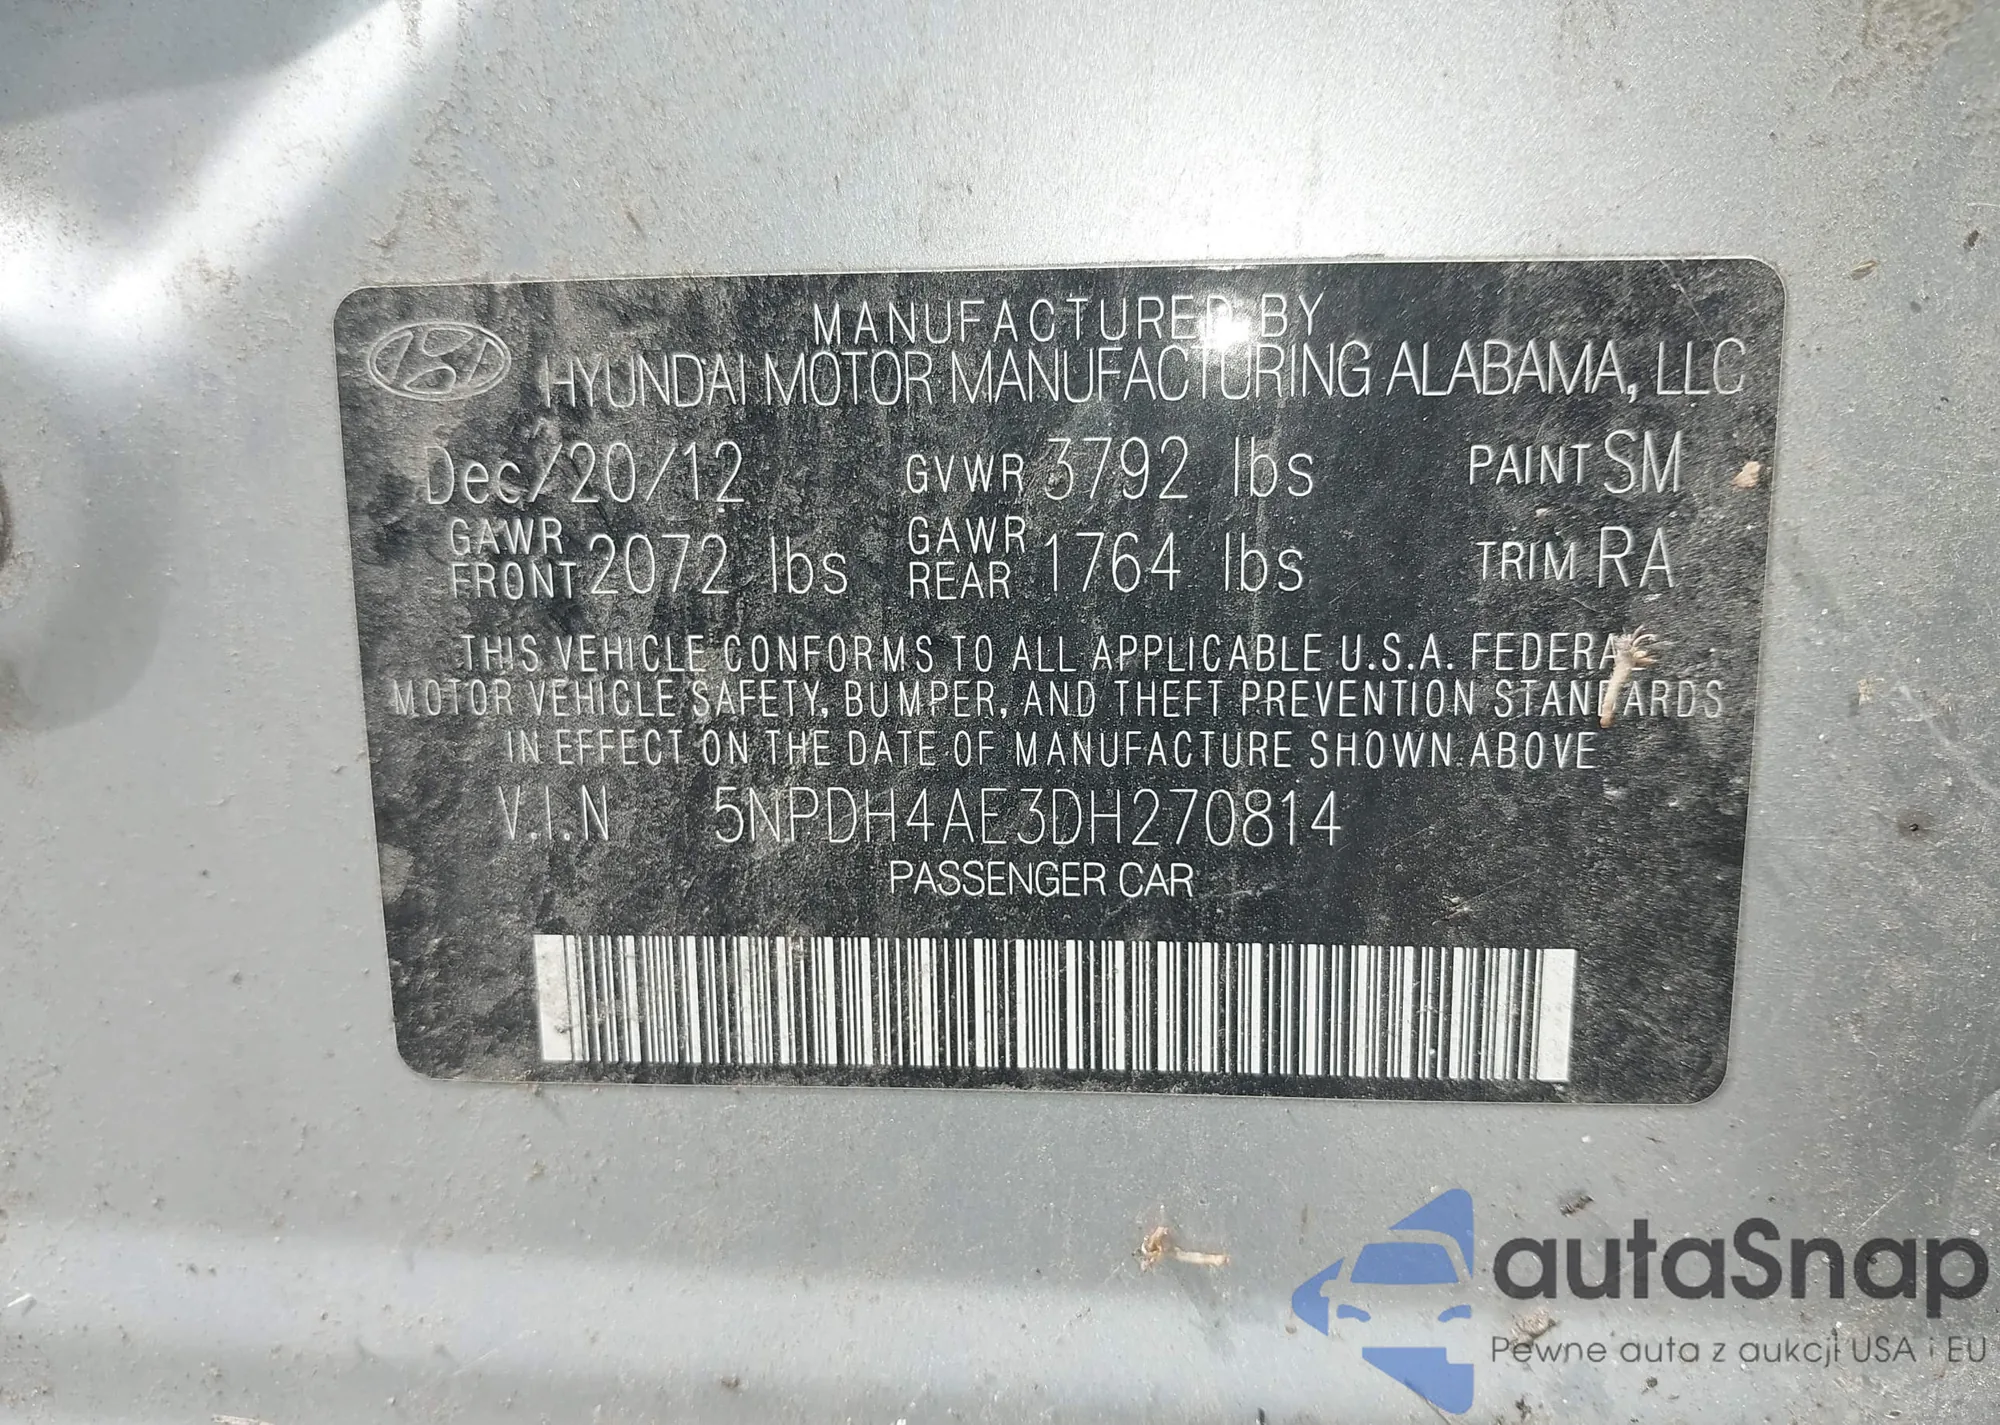 MANUFACTURED BY
HYUNDAI MOTOR MANUFACTURING ALABAMA, LLC
Dec/20/12 GVWR 3792 lbs PAINT SM
GAWR FRONT 2072 lbs GAWR REAR 1764 lbs TRIM RA
THIS VEHICLE CONFORMS TO ALL APPLICABLE U.S.A. FEDERAL
MOTOR VEHICLE SAFETY, BUMPER, AND THEFT PREVENTION STANDARDS
IN EFFECT ON THE DATE OF MANUFACTURE SHOWN ABOVE
V.I.N 5NPDH4AE3DH270814
PASSENGER CAR
autaSnap
Pewne auta z aukcji USA i EU